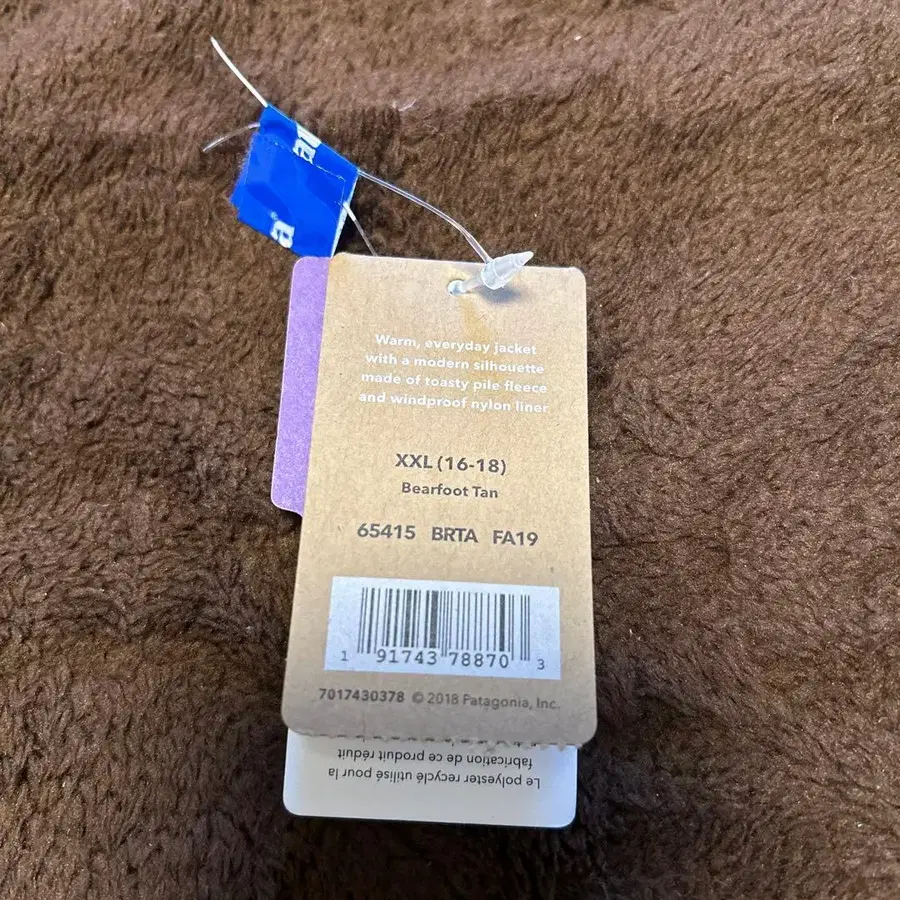 Warm, everyday jacket
with a modern silhouette
made of toasty pile fleece
and windproof nylon liner
XXL (16-18)
Bearfoot Tan
65415 BRTA FA19
1 91743 78870 3
7017430378 © 2018 Patagonia, Inc.
Le polyester recyclé utilisé pour la
fabrication de ce produit réduit